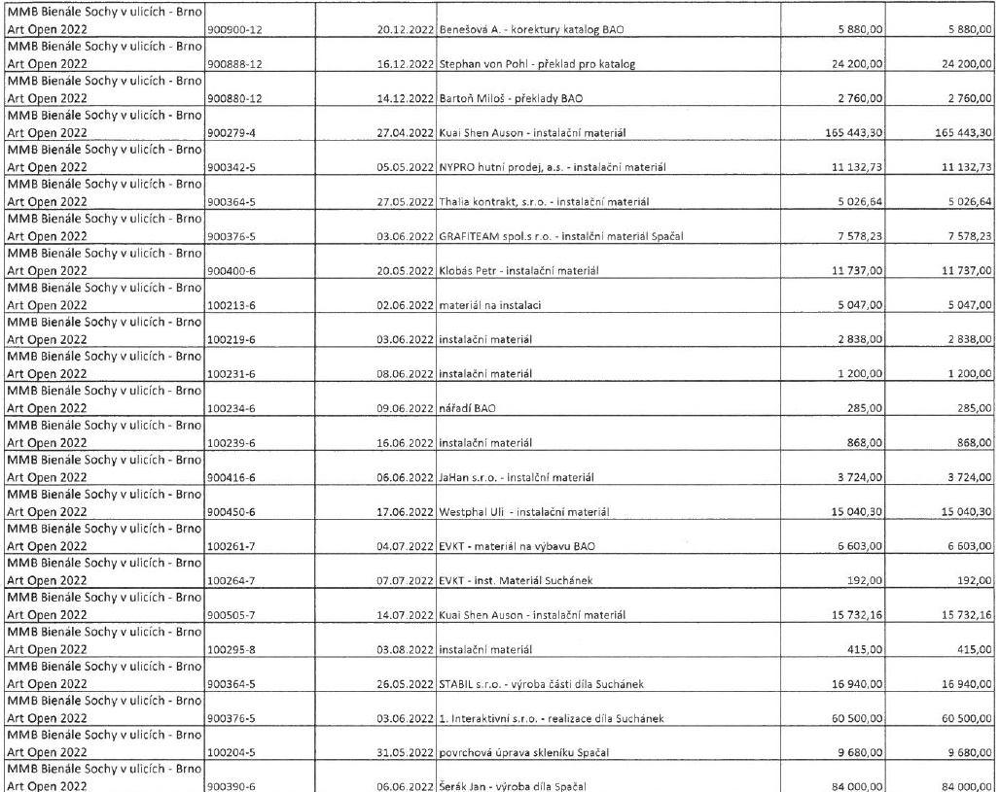 MMB Bienále Sochy v ulicích - Brno
Art Open 2022 900900-12 20.12.2022 Benešová A. - korektury katalog BAO 5 880,00 5 880,00
MMB Bienále Sochy v ulicích - Brno
Art Open 2022 900888-12 16.12.2022 Stephan von Pohl - překlad pro katalog 24 200,00 24 200,00
MMB Bienále Sochy v ulicích - Brno
Art Open 2022 900880-12 14.12.2022 Bartoň Miloš - překlady BAO 2 760,00 2 760,00
MMB Bienále Sochy v ulicích - Brno
Art Open 2022 900279-4 27.04.2022 Kuai Shen Auson - instalační materiál 165 443,30 165 443,30
MMB Bienále Sochy v ulicích - Brno
Art Open 2022 900342-5 05.05.2022 NYPRO hutní prodej, a.s. - instalační materiál 11 132,73 11 132,73
MMB Bienále Sochy v ulicích - Brno
Art Open 2022 900364-5 27.05.2022 Thalia kontrakt, s.r.o. - instalační materiál 5 026,64 5 026,64
MMB Bienále Sochy v ulicích - Brno
Art Open 2022 900376-5 03.06.2022 GRAFITEAM spol.s r.o. - instalční materiál Spačal 7 578,23 7 578,23
MMB Bienále Sochy v ulicích - Brno
Art Open 2022 900400-6 20.05.2022 Klobás Petr - instalační materiál 11 737,00 11 737,00
MMB Bienále Sochy v ulicích - Brno
Art Open 2022 100213-6 02.06.2022 materiál na instalaci 5 047,00 5 047,00
MMB Bienále Sochy v ulicích - Brno
Art Open 2022 100219-6 03.06.2022 instalační materiál 2 838,00 2 838,00
MMB Bienále Sochy v ulicích - Brno
Art Open 2022 100231-6 08.06.2022 instalační materiál 1 200,00 1 200,00
MMB Bienále Sochy v ulicích - Brno
Art Open 2022 100234-6 09.06.2022 nářadí BAO 285,00 285,00
MMB Bienále Sochy v ulicích - Brno
Art Open 2022 100239-6 16.06.2022 instalační materiál 868,00 868,00
MMB Bienále Sochy v ulicích - Brno
Art Open 2022 900416-6 06.06.2022 JaHan s.r.o. - instalční materiál 3 724,00 3 724,00
MMB Bienále Sochy v ulicích - Brno
Art Open 2022 900450-6 17.06.2022 Westphal Uli - instalační materiál 15 040,30 15 040,30
MMB Bienále Sochy v ulicích - Brno
Art Open 2022 100261-7 04.07.2022 EVKT - materiál na výbavu BAO 6 603,00 6 603,00
MMB Bienále Sochy v ulicích - Brno
Art Open 2022 100264-7 07.07.2022 EVKT - inst. Materiál Suchánek 192,00 192,00
MMB Bienále Sochy v ulicích - Brno
Art Open 2022 900505-7 14.07.2022 Kuai Shen Auson - instalační materiál 15 732,16 15 732,16
MMB Bienále Sochy v ulicích - Brno
Art Open 2022 100295-8 03.08.2022 instalační materiál 415,00 415,00
MMB Bienále Sochy v ulicích - Brno
Art Open 2022 900364-5 26.05.2022 STABIL s.r.o. - výroba části díla Suchánek 16 940,00 16 940,00
MMB Bienále Sochy v ulicích - Brno
Art Open 2022 900376-5 03.06.2022 1. Interaktivní s.r.o. - realizace díla Suchánek 60 500,00 60 500,00
MMB Bienále Sochy v ulicích - Brno
Art Open 2022 100204-5 31.05.2022 povrchová úprava skleníku Spačal 9 680,00 9 680,00
MMB Bienále Sochy v ulicích - Brno
Art Open 2022 900390-6 06.06.2022 Šerák Jan - výroba díla Spačal 84 000,00 84 000,00